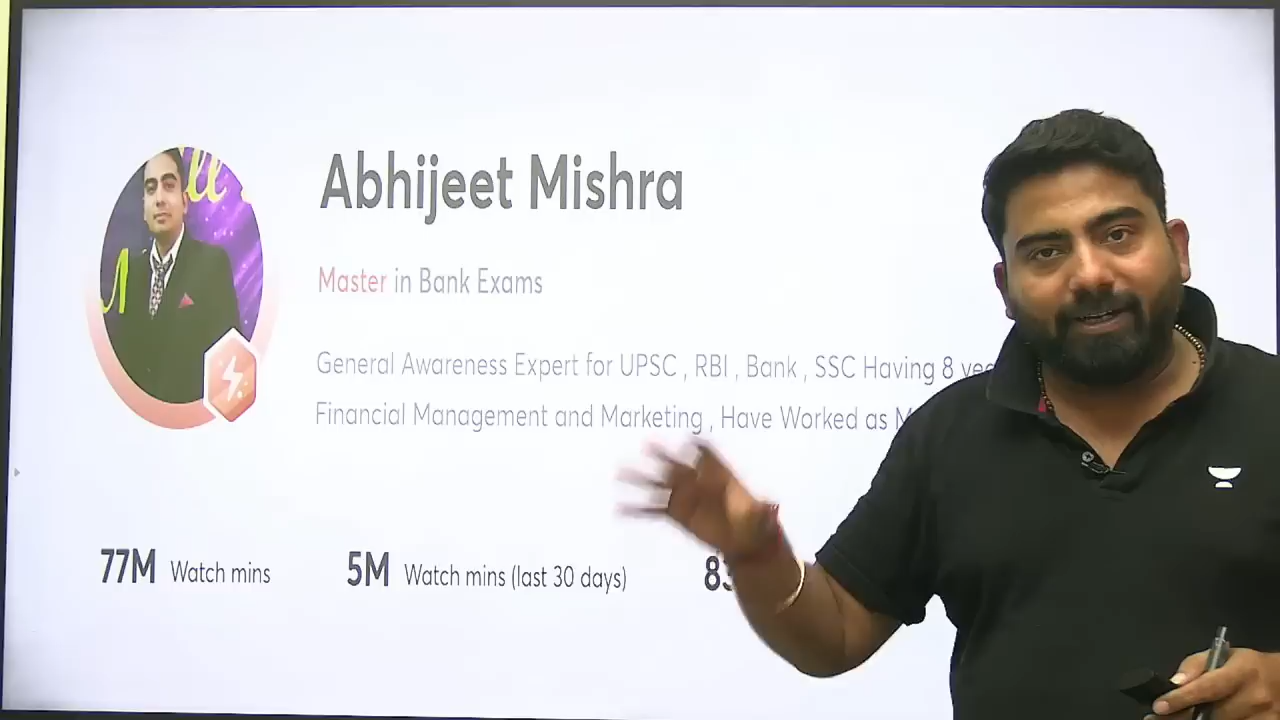 Abhijeet Mishra
Master in Bank Exams
General Awareness Expert for UPSC , RBI , Bank , SSC Having 8
Financial Management and Marketing , Have Worked as
77M Watch mins
5M Watch mins (last 30 days)